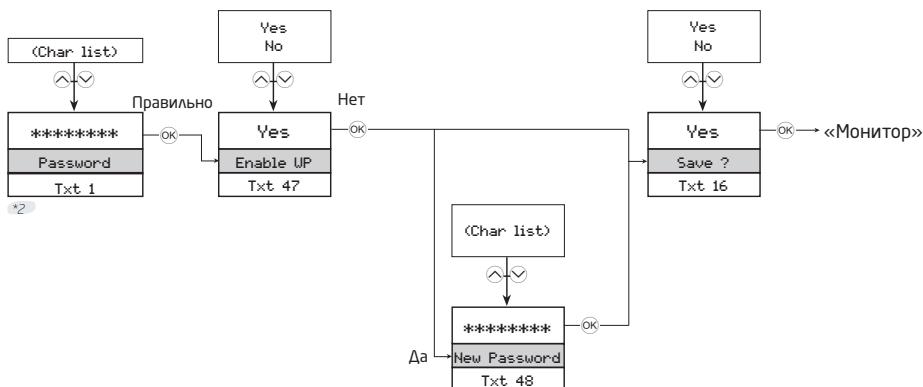 (Char list)
********
Password
Txt 1
*2
Правильно
OK
Yes
No
Yes
Enable WP
Txt 47
Нет
OK
(Char list)
Да
********
New Password
Txt 48
OK
Yes
No
Yes
Save ?
Txt 16
OK
«Монитор»